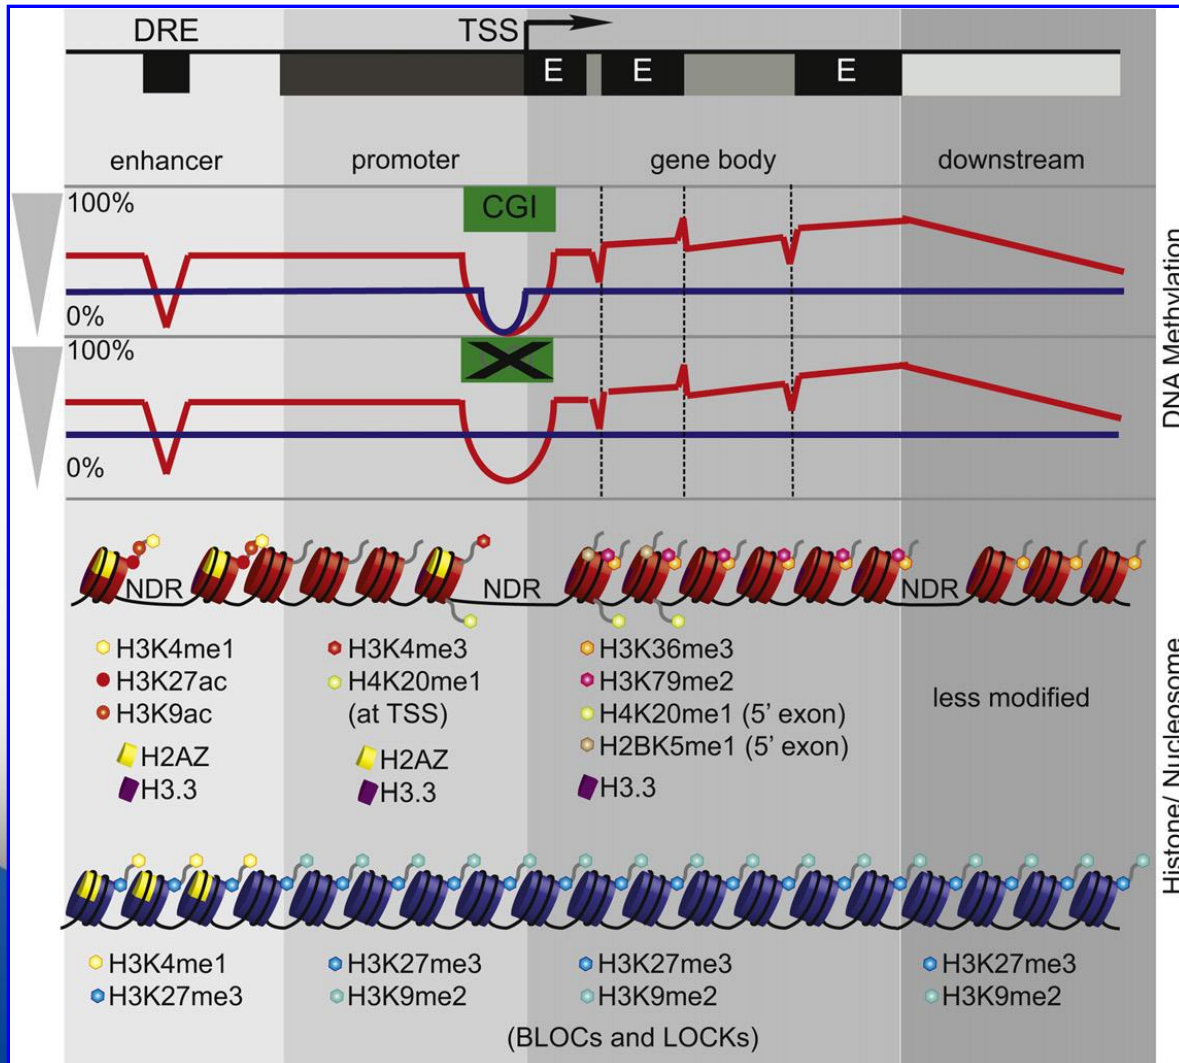 DRE TSS
E E E
enhancer promoter gene body downstream
100%
CGI
0%
100%
0%
DNA Methylation
NDR NDR NDR
H3K4me1 H3K4me3 H3K36me3
H3K27ac H4K20me1 H3K79me2
H3K9ac (at TSS) H4K20me1 (5’ exon)
less modified
H2BK5me1 (5’ exon)
H2AZ H2AZ
H3.3 H3.3 H3.3
Histone/ Nucleosome
H3K4me1 H3K27me3 H3K27me3 H3K27me3
H3K27me3 H3K9me2 H3K9me2 H3K9me2
(BLOCs and LOCKs)